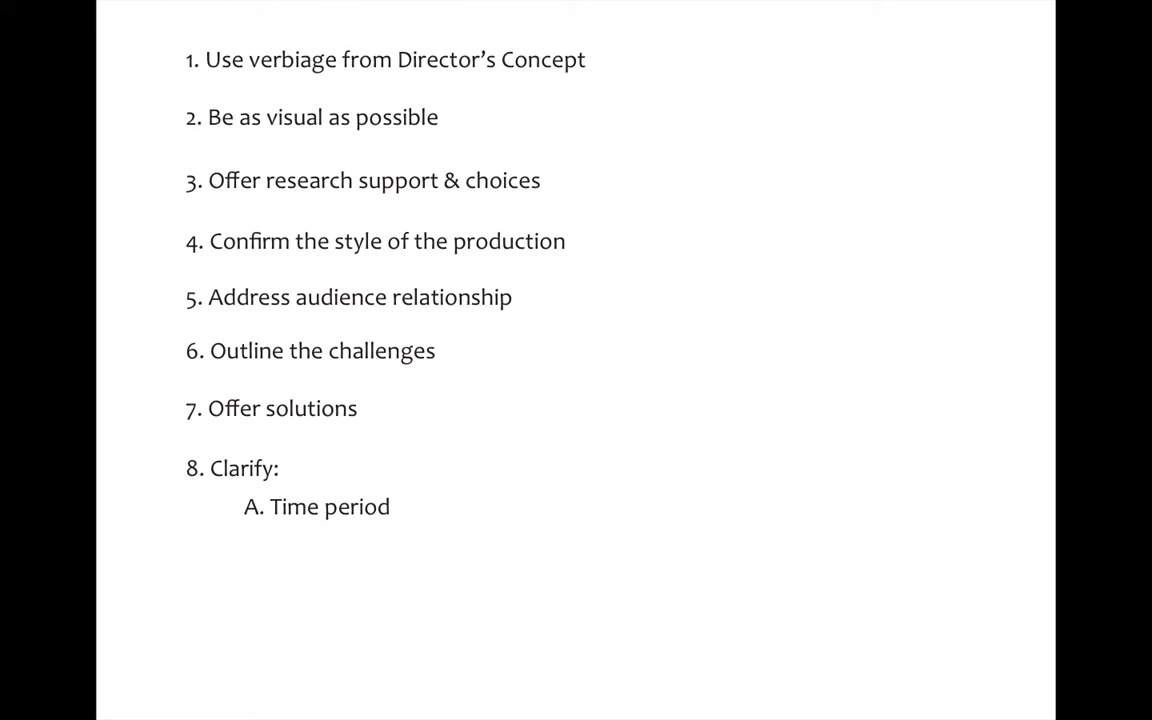 1. Use verbiage from Director’s Concept
2. Be as visual as possible
3. Offer research support & choices
4. Confirm the style of the production
5. Address audience relationship
6. Outline the challenges
7. Offer solutions
8. Clarify:
A. Time period